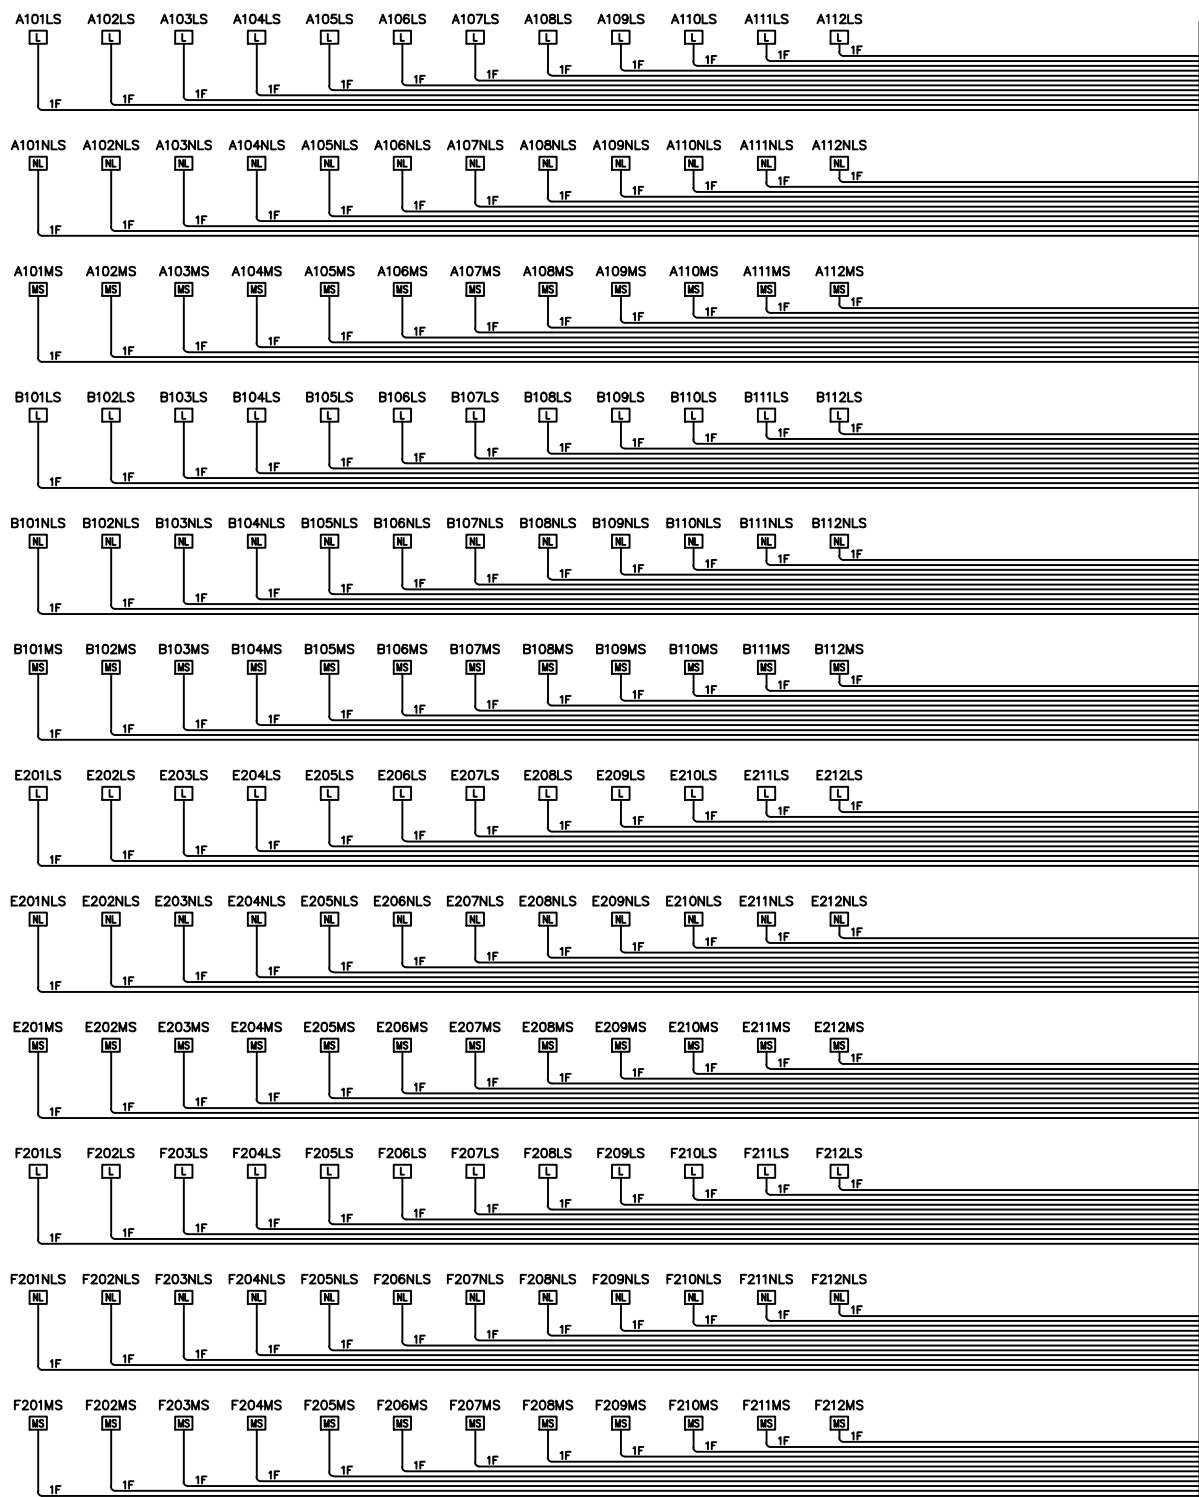 A101LS A102LS A103LS A104LS A105LS A106LS A107LS A108LS A109LS A110LS A111LS A112LS
L L L L L L L L L L L L
1F 1F 1F 1F 1F 1F 1F 1F 1F 1F 1F 1F
A101NLS A102NLS A103NLS A104NLS A105NLS A106NLS A107NLS A108NLS A109NLS A110NLS A111NLS A112NLS
NL NL NL NL NL NL NL NL NL NL NL NL
1F 1F 1F 1F 1F 1F 1F 1F 1F 1F 1F 1F
A101MS A102MS A103MS A104MS A105MS A106MS A107MS A108MS A109MS A110MS A111MS A112MS
MS MS MS MS MS MS MS MS MS MS MS MS
1F 1F 1F 1F 1F 1F 1F 1F 1F 1F 1F 1F
B101LS B102LS B103LS B104LS B105LS B106LS B107LS B108LS B109LS B110LS B111LS B112LS
L L L L L L L L L L L L
1F 1F 1F 1F 1F 1F 1F 1F 1F 1F 1F 1F
B101NLS B102NLS B103NLS B104NLS B105NLS B106NLS B107NLS B108NLS B109NLS B110NLS B111NLS B112NLS
NL NL NL NL NL NL NL NL NL NL NL NL
1F 1F 1F 1F 1F 1F 1F 1F 1F 1F 1F 1F
B101MS B102MS B103MS B104MS B105MS B106MS B107MS B108MS B109MS B110MS B111MS B112MS
MS MS MS MS MS MS MS MS MS MS MS MS
1F 1F 1F 1F 1F 1F 1F 1F 1F 1F 1F 1F
E201LS E202LS E203LS E204LS E205LS E206LS E207LS E208LS E209LS E210LS E211LS E212LS
L L L L L L L L L L L L
1F 1F 1F 1F 1F 1F 1F 1F 1F 1F 1F 1F
E201NLS E202NLS E203NLS E204NLS E205NLS E206NLS E207NLS E208NLS E209NLS E210NLS E211NLS E212NLS
NL NL NL NL NL NL NL NL NL NL NL NL
1F 1F 1F 1F 1F 1F 1F 1F 1F 1F 1F 1F
E201MS E202MS E203MS E204MS E205MS E206MS E207MS E208MS E209MS E210MS E211MS E212MS
MS MS MS MS MS MS MS MS MS MS MS MS
1F 1F 1F 1F 1F 1F 1F 1F 1F 1F 1F 1F
F201LS F202LS F203LS F204LS F205LS F206LS F207LS F208LS F209LS F210LS F211LS F212LS
L L L L L L L L L L L L
1F 1F 1F 1F 1F 1F 1F 1F 1F 1F 1F 1F
F201NLS F202NLS F203NLS F204NLS F205NLS F206NLS F207NLS F208NLS F209NLS F210NLS F211NLS F212NLS
NL NL NL NL NL NL NL NL NL NL NL NL
1F 1F 1F 1F 1F 1F 1F 1F 1F 1F 1F 1F
F201MS F202MS F203MS F204MS F205MS F206MS F207MS F208MS F209MS F210MS F211MS F212MS
MS MS MS MS MS MS MS MS MS MS MS MS
1F 1F 1F 1F 1F 1F 1F 1F 1F 1F 1F 1F